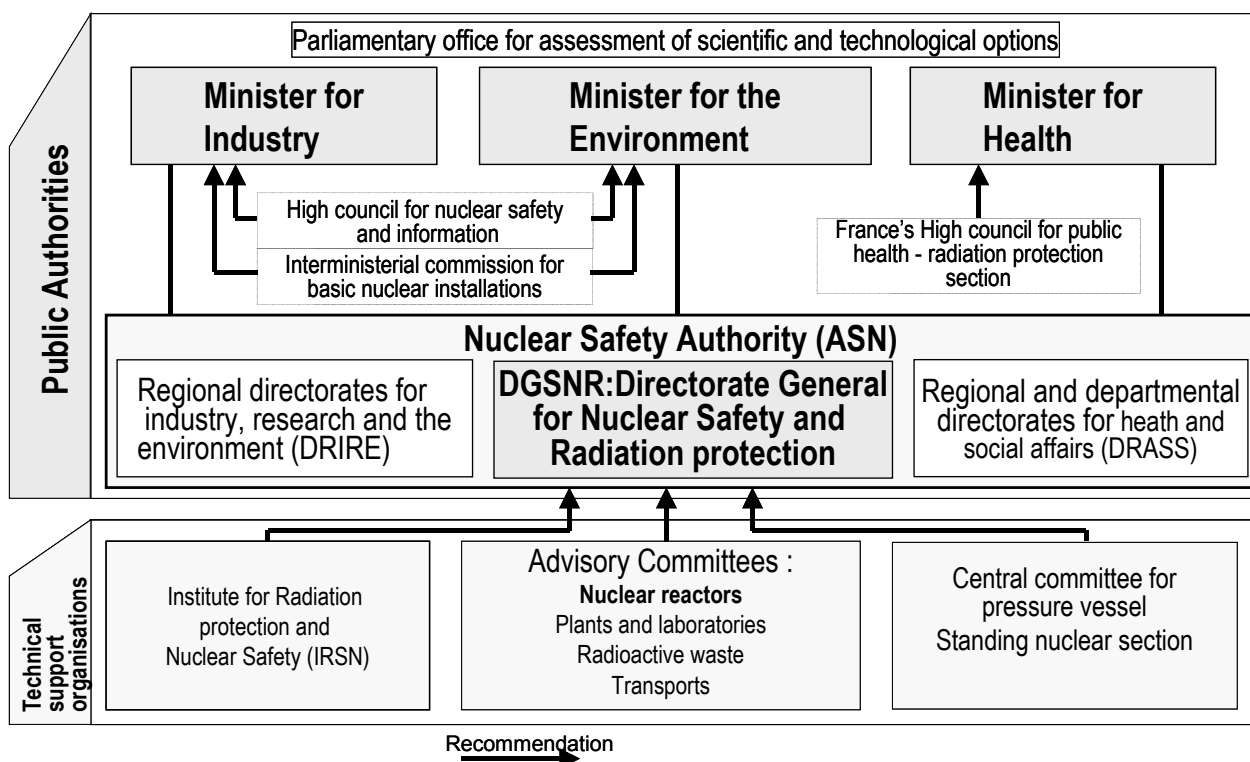 Public Authorities
Parliamentary office for assessment of scientific and technological options
Minister for
Industry
Minister for the
Environment
Minister for
Health
High council for nuclear safety
and information
Interministerial commission for
basic nuclear installations
France's High council for public
health - radiation protection
section
Nuclear Safety Authority (ASN)
Regional directorates for
industry, research and the
environment (DRIRE)
DGSNR:Directorate General
for Nuclear Safety and
Radiation protection
Regional and departmental
directorates for heath and
social affairs (DRASS)
Technical
support
organisations
Institute for Radiation
protection and
Nuclear Safety (IRSN)
Advisory Committees :
Nuclear reactors
Plants and laboratories
Radioactive waste
Transports
Central committee for
pressure vessel
Standing nuclear section
Recommendation